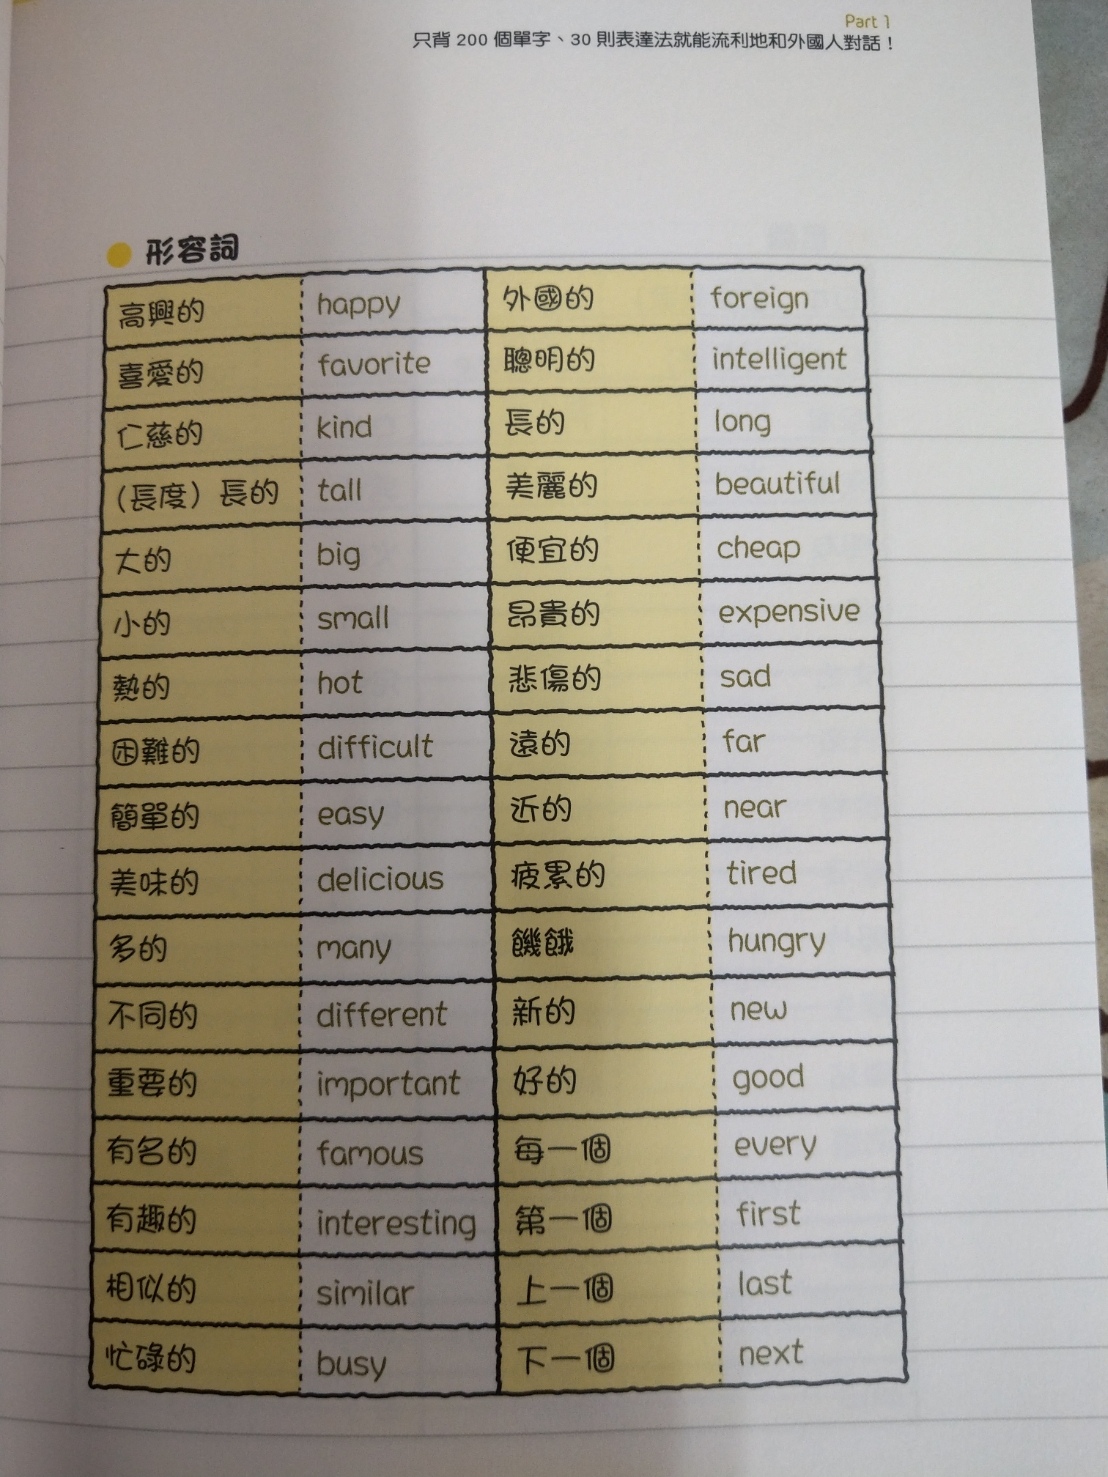 Part 1
只背 200 個單字、30 則表達法就能流利地和外國人對話！
形容詞
高興的 happy 外國的 foreign
喜愛的 favorite 聰明的 intelligent
仁慈的 kind 長的 long
（長度）長的 tall 美麗的 beautiful
大的 big 便宜的 cheap
小的 small 昂貴的 expensive
熱的 hot 悲傷的 sad
困難的 difficult 遠的 far
簡單的 easy 近的 near
美味的 delicious 疲累的 tired
多的 many 饑餓 hungry
不同的 different 新的 new
重要的 important 好的 good
有名的 famous 每一個 every
有趣的 interesting 第一個 first
相似的 similar 上一個 last
忙碌的 busy 下一個 next